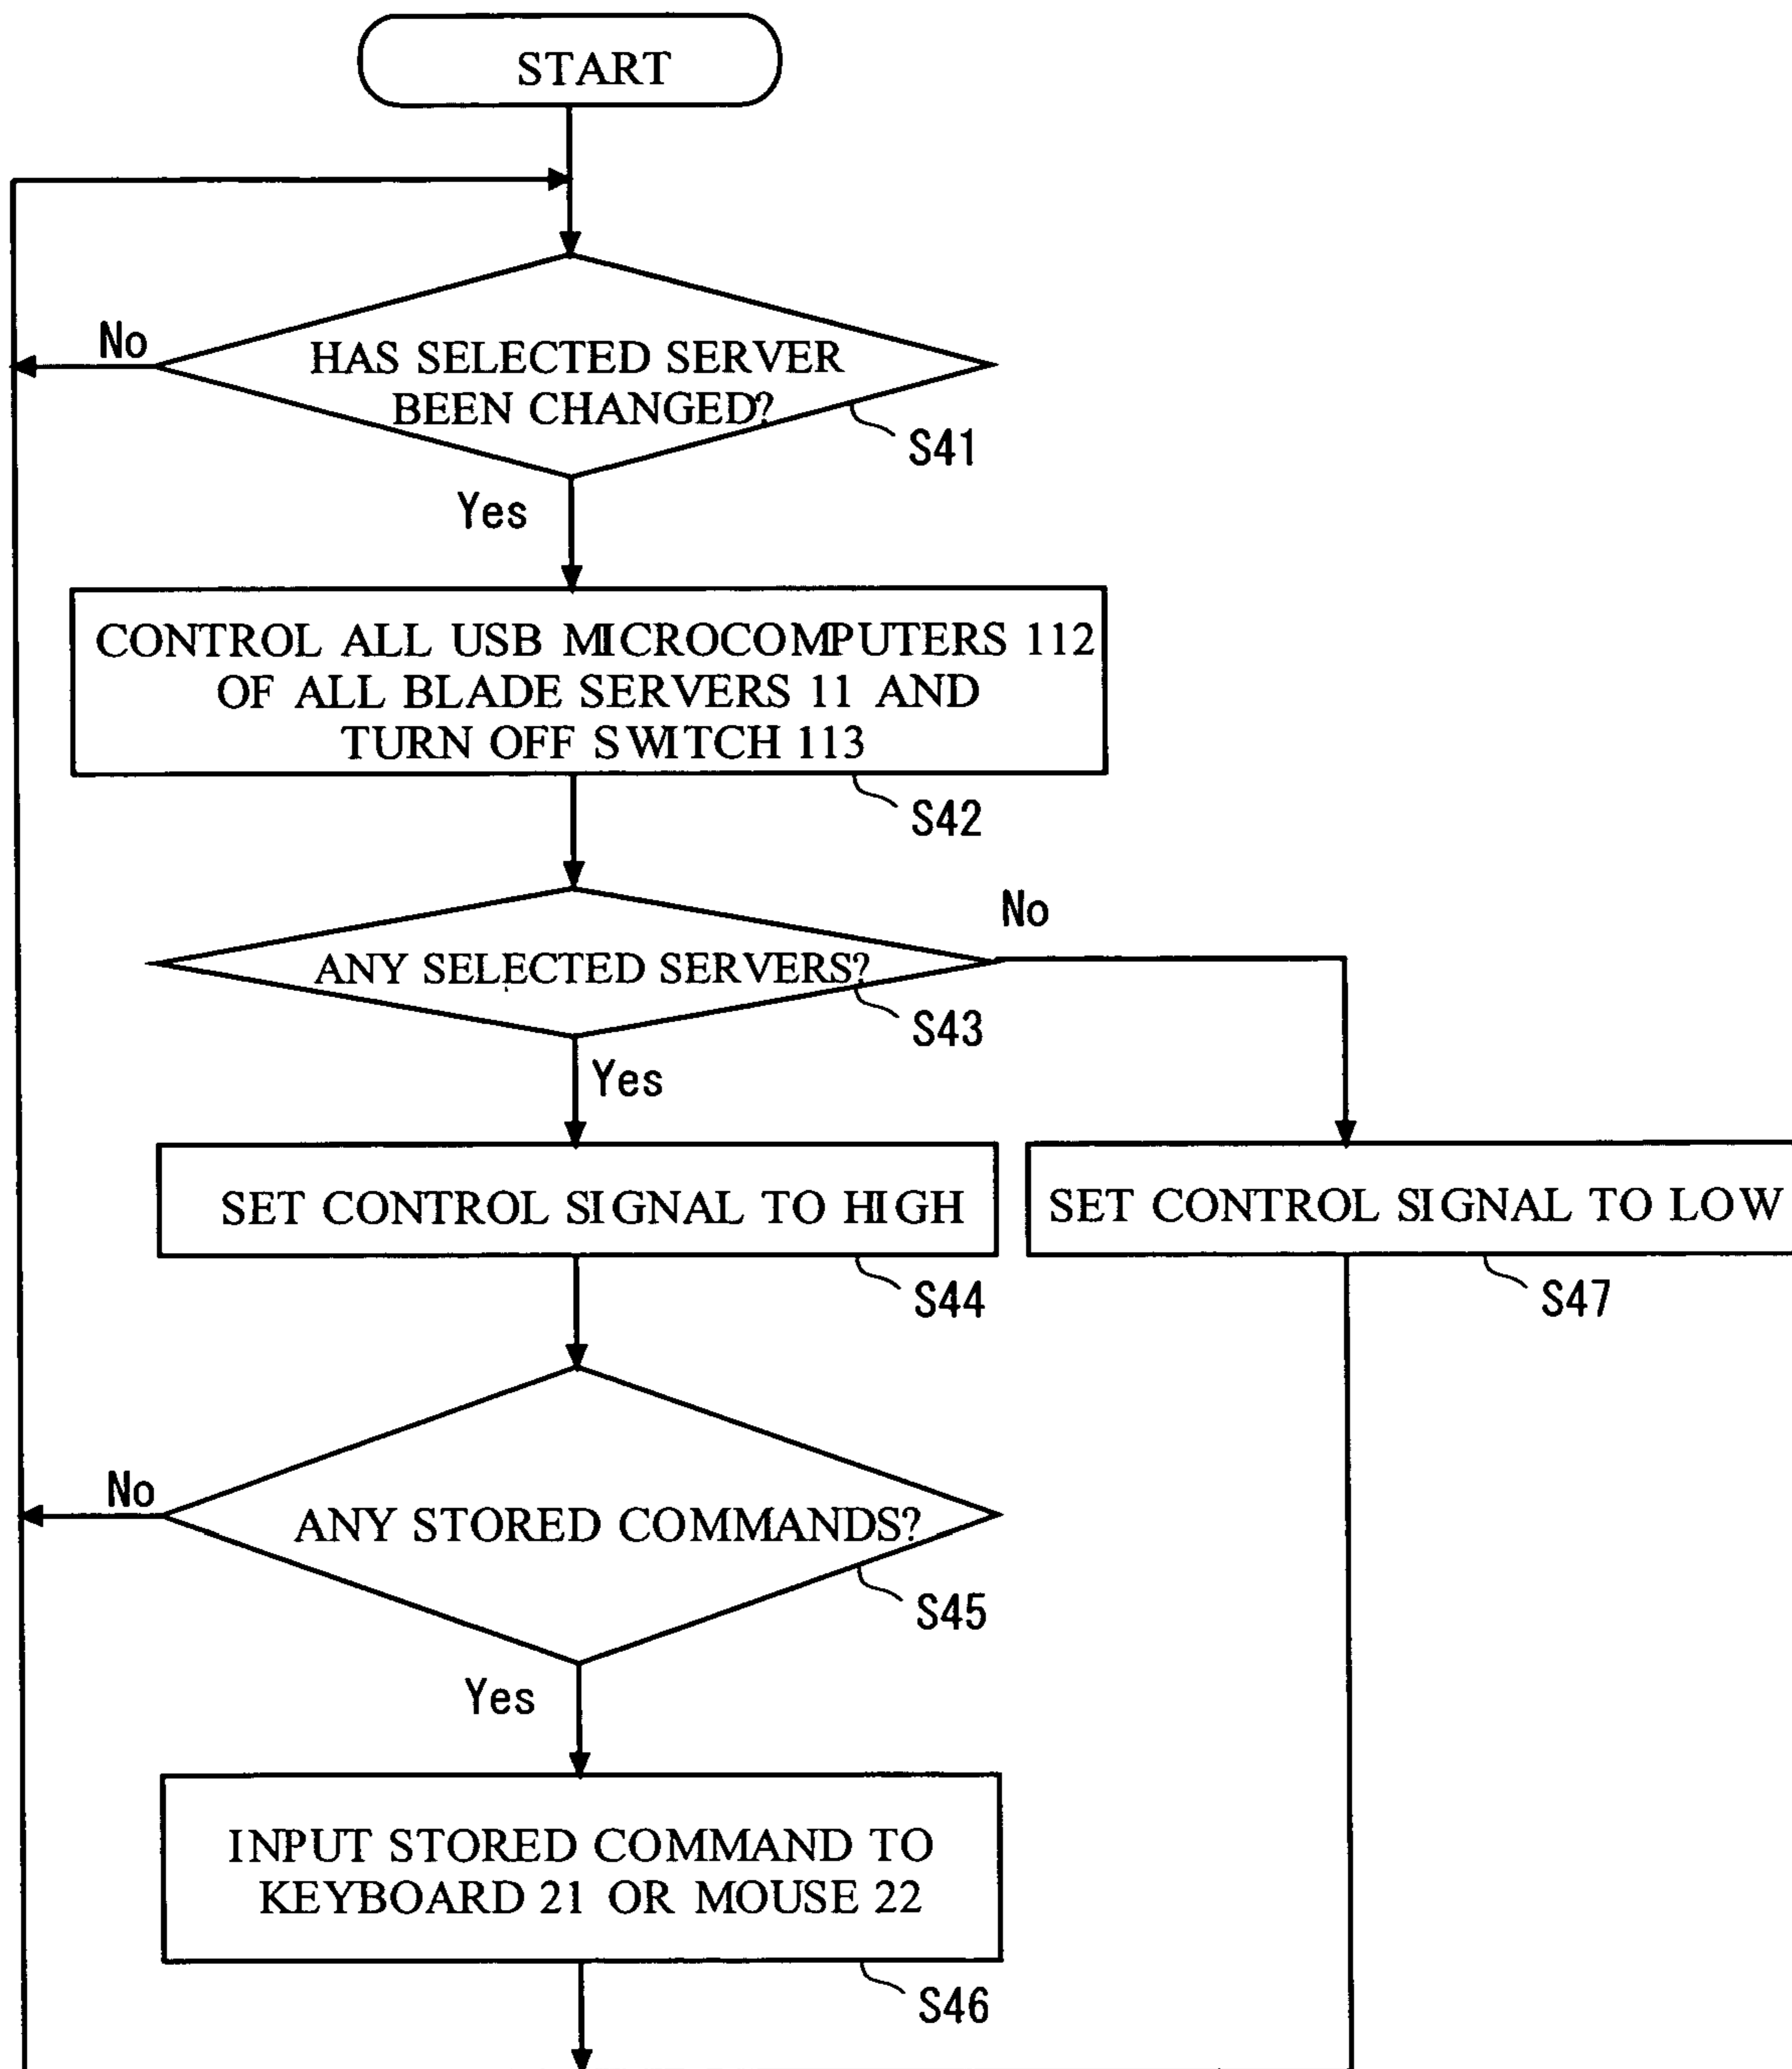 START
No
HAS SELECTED SERVER
BEEN CHANGED?
S41
Yes
CONTROL ALL USB MICROCOMPUTERS 112
OF ALL BLADE SERVERS 11 AND
TURN OFF SWITCH 113
S42
No
ANY SELECTED SERVERS?
S43
Yes
SET CONTROL SIGNAL TO HIGH
SET CONTROL SIGNAL TO LOW
S44
S47
No
ANY STORED COMMANDS?
S45
Yes
INPUT STORED COMMAND TO
KEYBOARD 21 OR MOUSE 22
S46